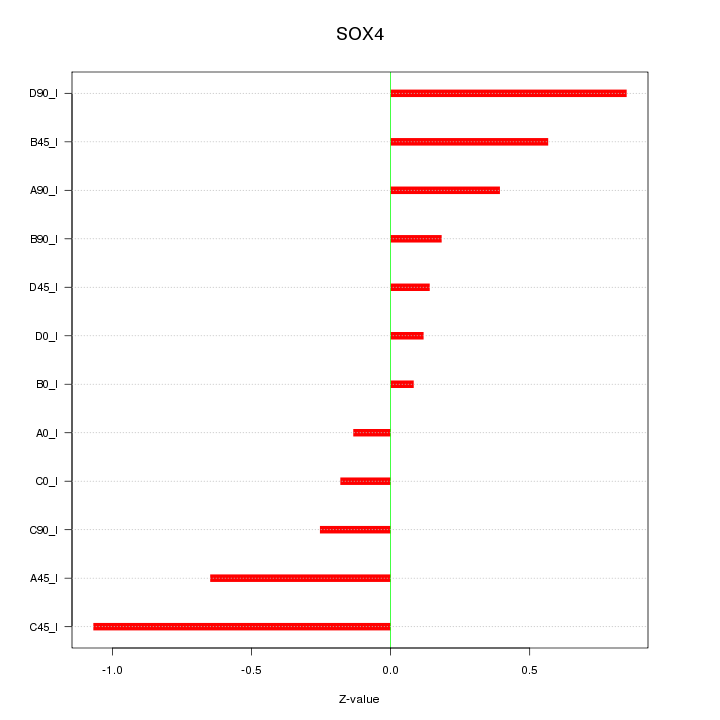 SOX4
D90_I
B45_I
A90_I
B90_I
D45_I
D0_I
B0_I
A0_I
C0_I
C90_I
A45_I
C45_I
-1.0 -0.5 0.0 0.5
Z-value